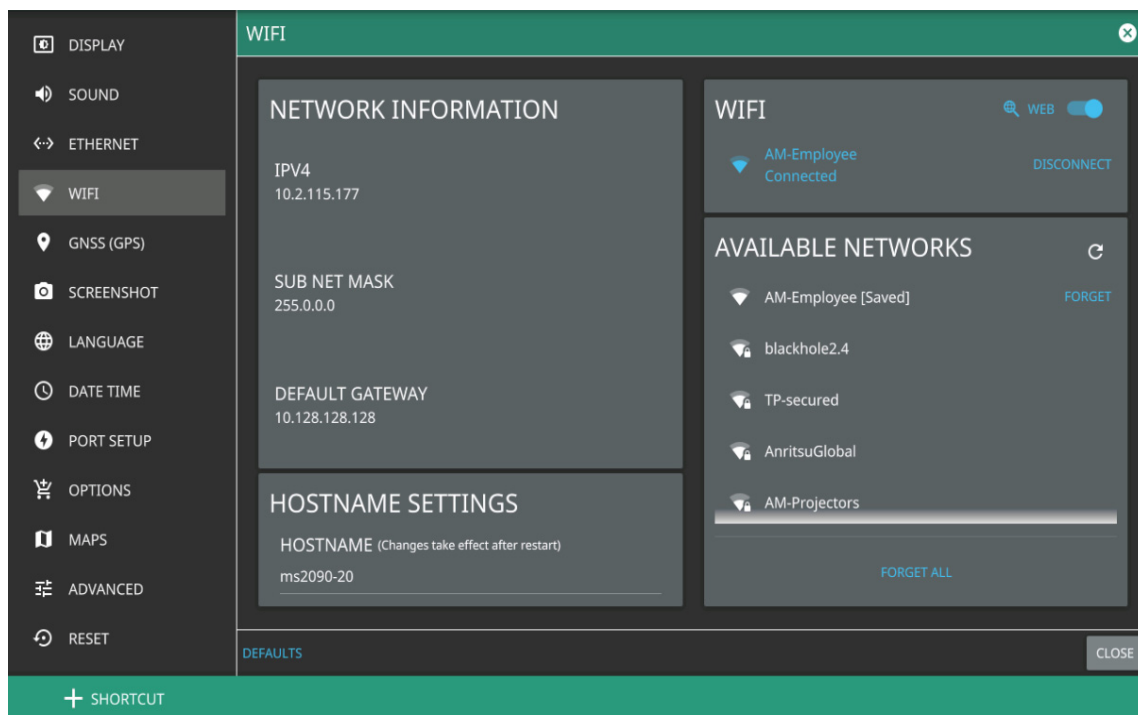 DISPLAY
SOUND
ETHERNET
WIFI
GNSS (GPS)
SCREENSHOT
LANGUAGE
DATE TIME
PORT SETUP
OPTIONS
MAPS
ADVANCED
RESET
SHORTCUT
WIFI
NETWORK INFORMATION
IPV4
10.2.115.177
SUB NET MASK
255.0.0.0
DEFAULT GATEWAY
10.128.128.128
HOSTNAME SETTINGS
HOSTNAME (Changes take effect after restart)
ms2090-20
WIFI WEB
AM-Employee
Connected
DISCONNECT
AVAILABLE NETWORKS
AM-Employee [Saved] FORGET
blackhole2.4
TP-secured
AnritsuGlobal
AM-Projectors
FORGET ALL
DEFAULTS
CLOSE